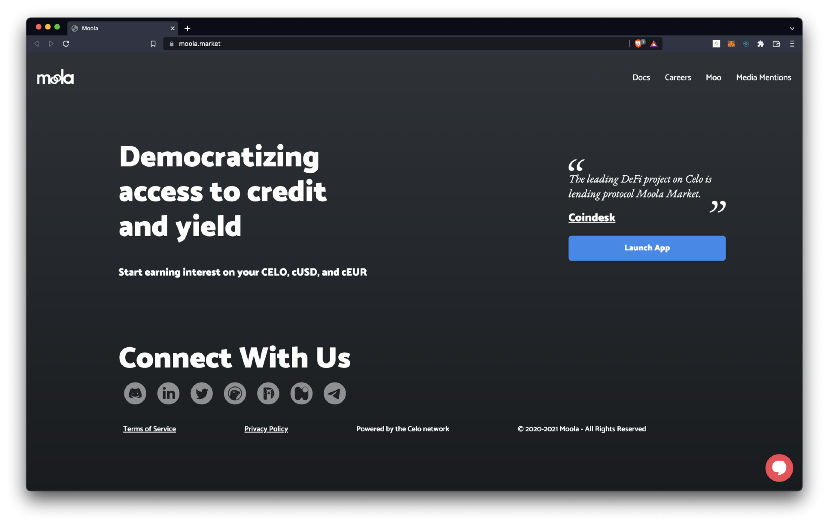 Moola
moola.market
moola
Docs Careers Moo Media Mentions
Democratizing
access to credit
and yield
Start earning interest on your CELO, cUSD, and cEUR
“
The leading DeFi project on Celo is
lending protocol Moola Market.
”
Coindesk
Launch App
Connect With Us
in
Terms of Service Privacy Policy Powered by the Celo network © 2020-2021 Moola - All Rights Reserved